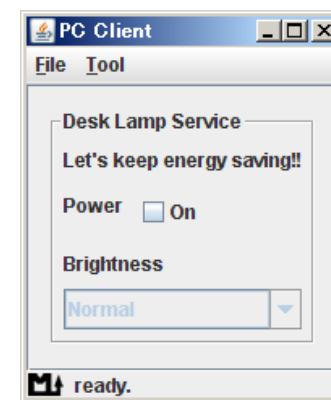 PC Client
File Tool
Desk Lamp Service
Let's keep energy saving!!
Power On
Brightness
Normal
ready.